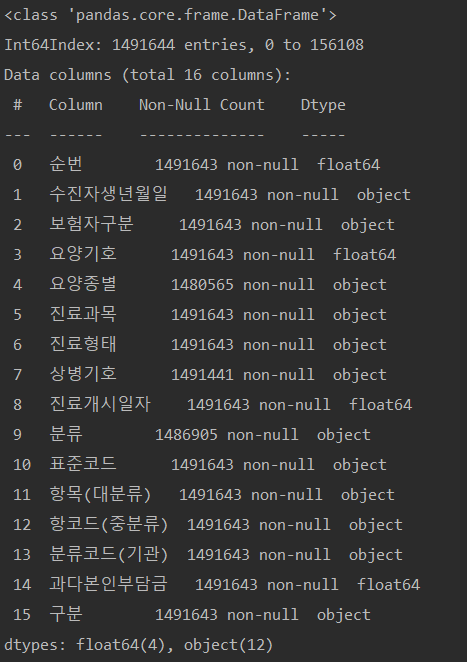 <class 'pandas.core.frame.DataFrame'>
Int64Index: 1491644 entries, 0 to 156108
Data columns (total 16 columns):
 #   Column    Non-Null Count    Dtype
---  ------    --------------    -----
 0   순번        1491643 non-null  float64
 1   수진자생년월일   1491643 non-null  object
 2   보험자구분     1491643 non-null  object
 3   요양기호      1491643 non-null  float64
 4   요양종별      1480565 non-null  object
 5   진료과목      1491643 non-null  object
 6   진료형태      1491643 non-null  object
 7   상병기호      1491441 non-null  object
 8   진료개시일자    1491643 non-null  float64
 9   분류        1486905 non-null  object
 10  표준코드      1491643 non-null  object
 11  항목(대분류)   1491643 non-null  object
 12  항코드(중분류)  1491643 non-null  object
 13  분류코드(기관)  1491643 non-null  object
 14  과다본인부담금   1491643 non-null  float64
 15  구분        1491643 non-null  object
dtypes: float64(4), object(12)